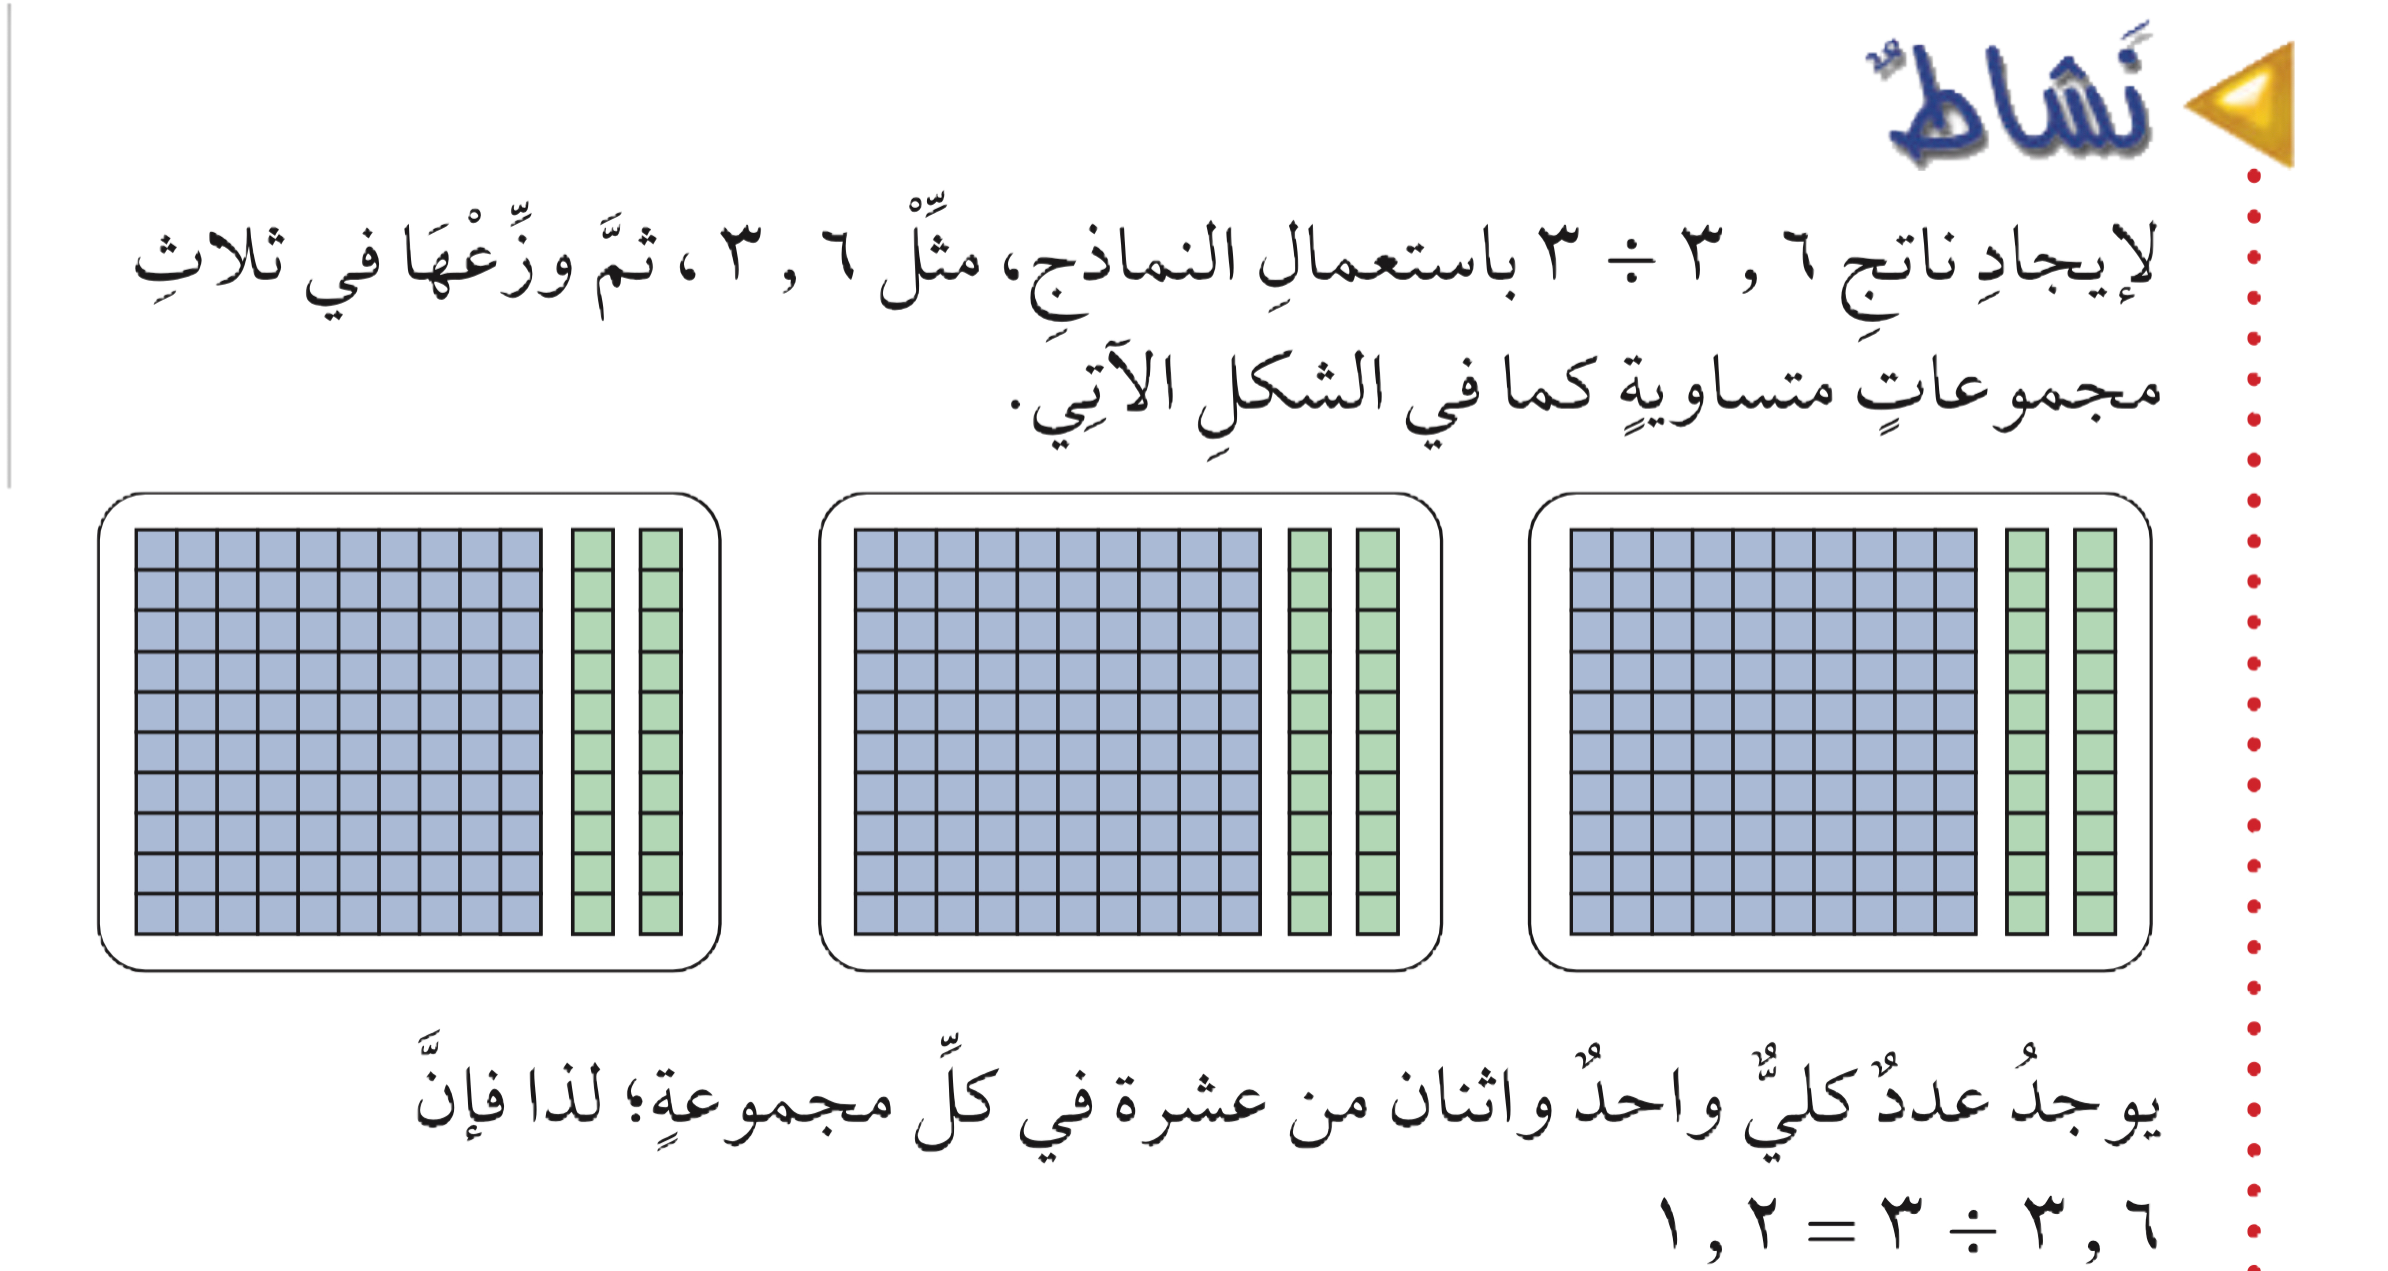 نَشاطٌ
لإيجادِ ناتجِ ٣,٦ ÷ ٣ باستعمالِ النماذجِ، مثِّلْ ٣,٦، ثمَّ وزِّعْهَا في ثلاثِ
مجموعاتٍ متساويةٍ كما في الشكلِ الآتِي.
يوجدُ عددٌ كليٌّ واحدٌ واثنان من عشرة في كلِّ مجموعةٍ؛ لذا فإنَّ
٣,٦ ÷ ٣ = ١,٢